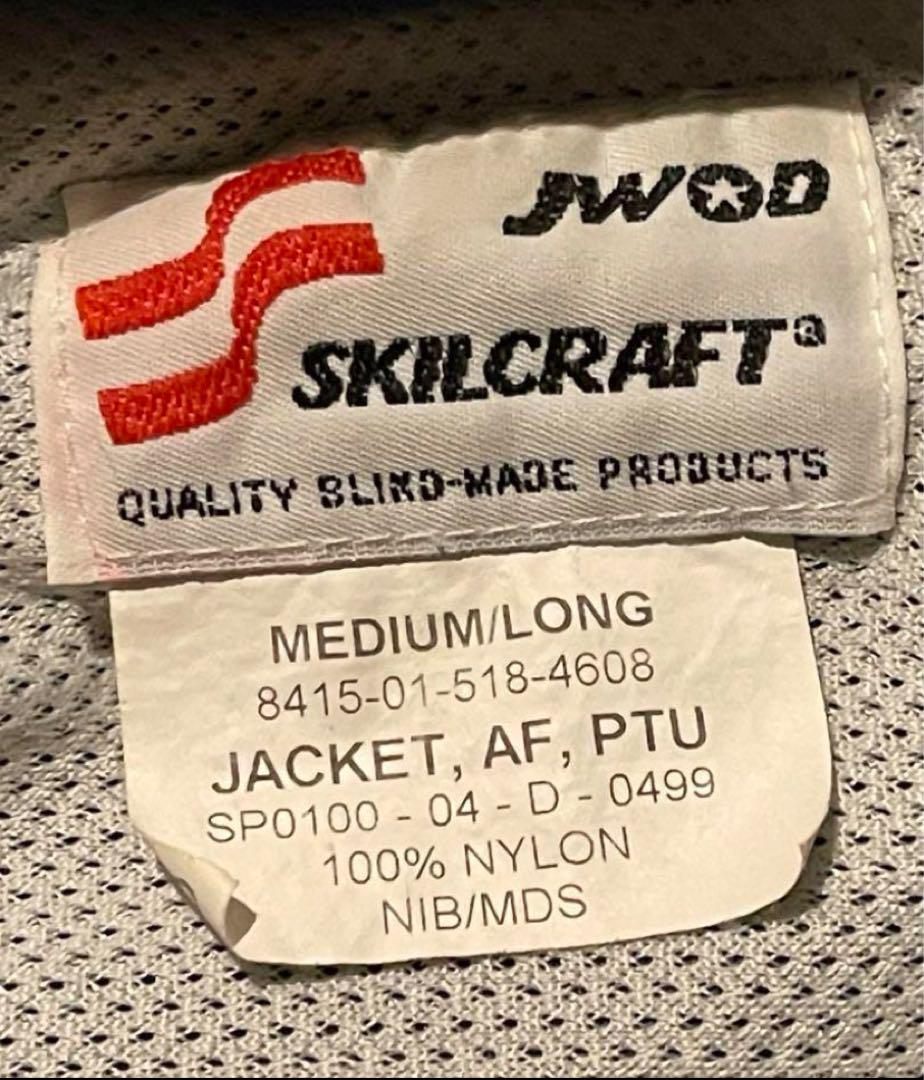 JWOD
SKILCRAFT®
QUALITY BLIND-MADE PRODUCTS
MEDIUM/LONG
8415-01-518-4608
JACKET, AF, PTU
SP0100 - 04 - D - 0499
100% NYLON
NIB/MDS